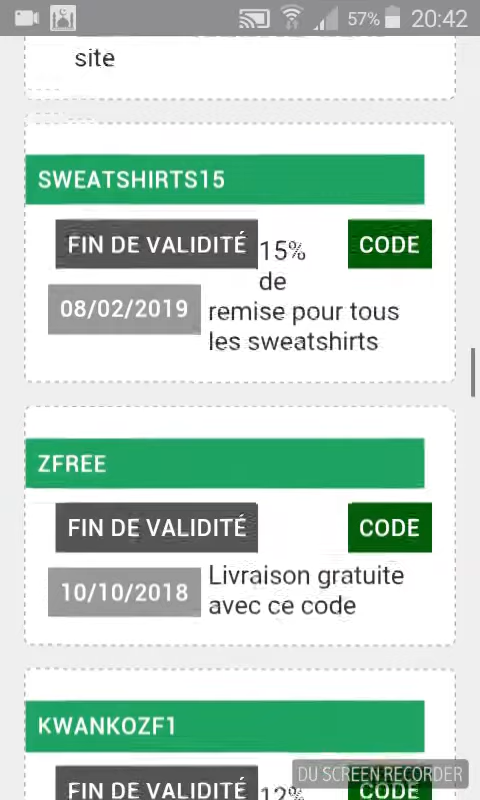 57% 20:42
site
SWEATSHIRTS15
FIN DE VALIDITÉ
15%
CODE
de
08/02/2019
remise pour tous
les sweatshirts
ZFREE
FIN DE VALIDITÉ
CODE
10/10/2018
Livraison gratuite
avec ce code
KWANKOZF1
DU SCREEN RECORDER
FIN DE VALIDITÉ
12%
CODE